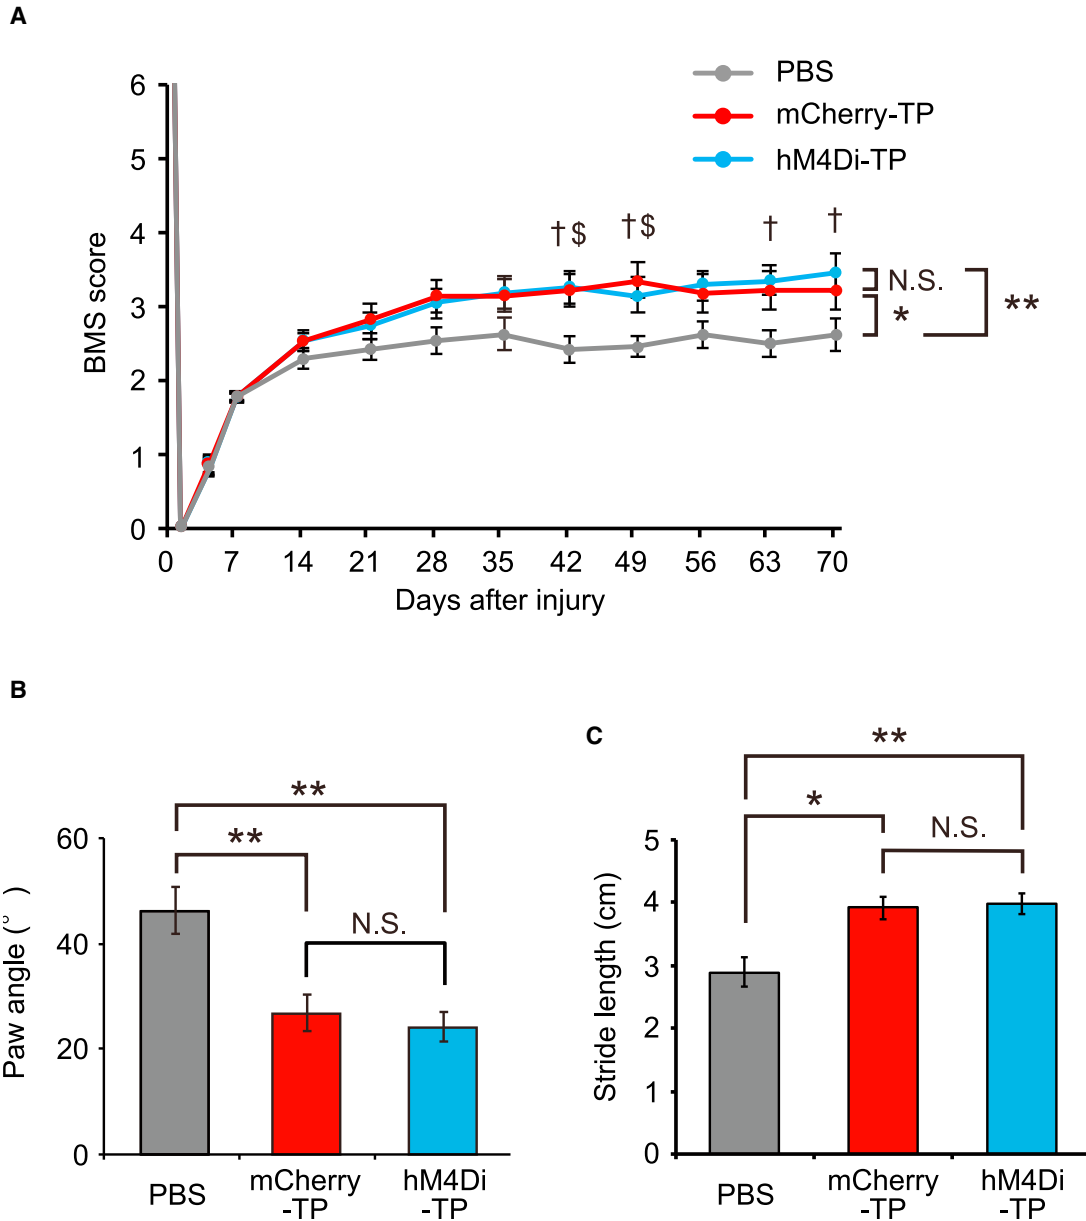 A
PBS
mCherry-TP
hM4Di-TP
BMS score
6
5
4
3
2
1
0
† $
† $
†
†
N.S.
*
**
0 7 14 21 28 35 42 49 56 63 70
Days after injury
B
**
**
N.S.
Paw angle (°)
60
40
20
0
PBS
mCherry
-TP
hM4Di
-TP
C
**
*
N.S.
Stride length (cm)
5
4
3
2
1
0
PBS
mCherry
-TP
hM4Di
-TP